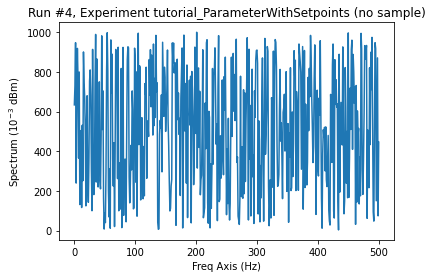 Run #4, Experiment tutorial_ParameterWithSetpoints (no sample)
1000
800
600
400
200
0
Spectrum (10⁻³ dBm)
0 100 200 300 400 500
Freq Axis (Hz)